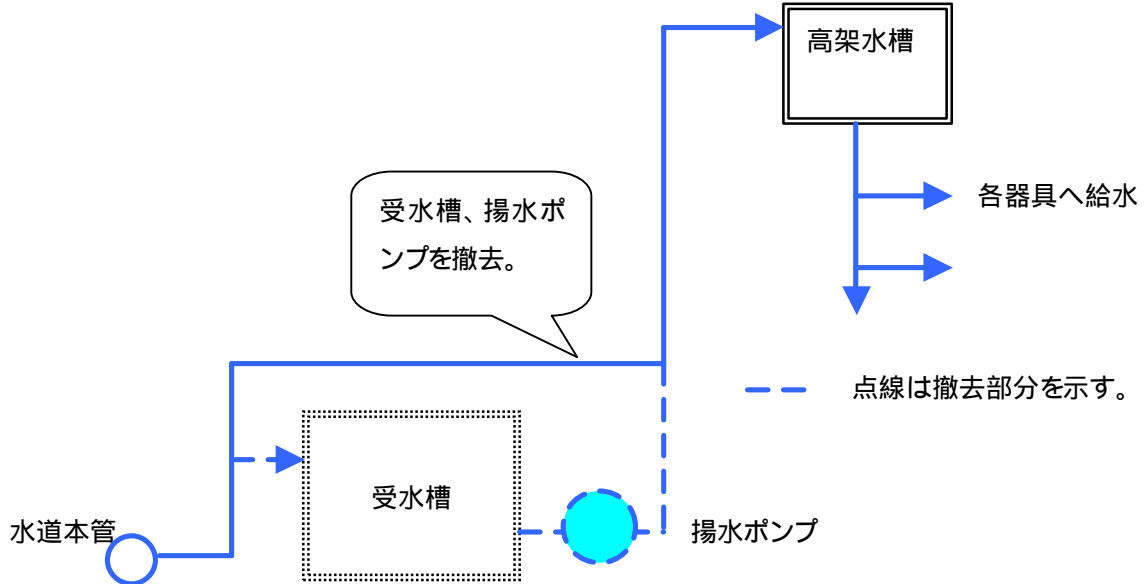 高架水槽
受水槽、揚水ポ
ンプを撤去。
各器具へ給水
点線は撤去部分を示す。
受水槽
水道本管
揚水ポンプ